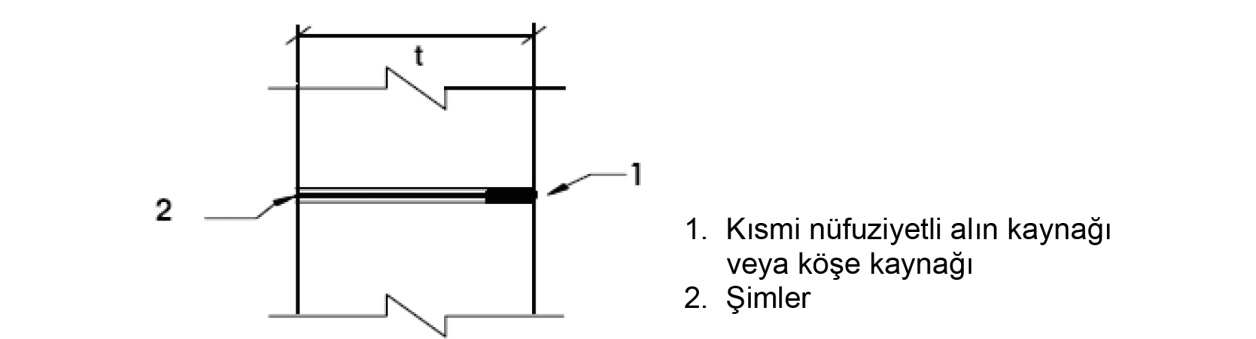 t
1
2
1. Kısmi nüfuziyetli alın kaynağı
veya köşe kaynağı
2. Şimler